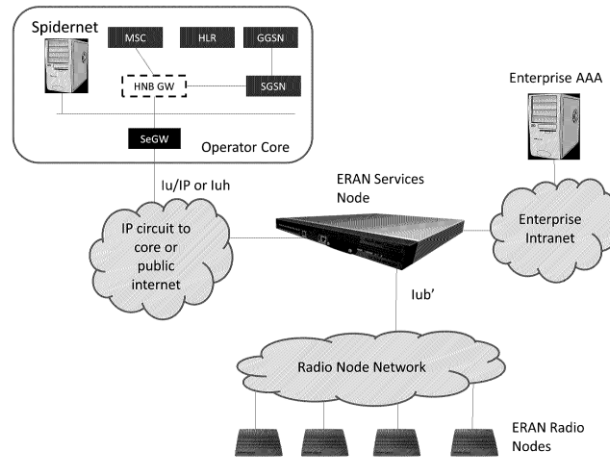 Spidernet
MSC
HLR
GGSN
HNB GW
SGSN
SeGW
Operator Core
Enterprise AAA
Iu/IP or Iuh
ERAN Services
Node
IP circuit to
core or
public
internet
Enterprise
Intranet
Iub'
Radio Node Network
ERAN Radio
Nodes